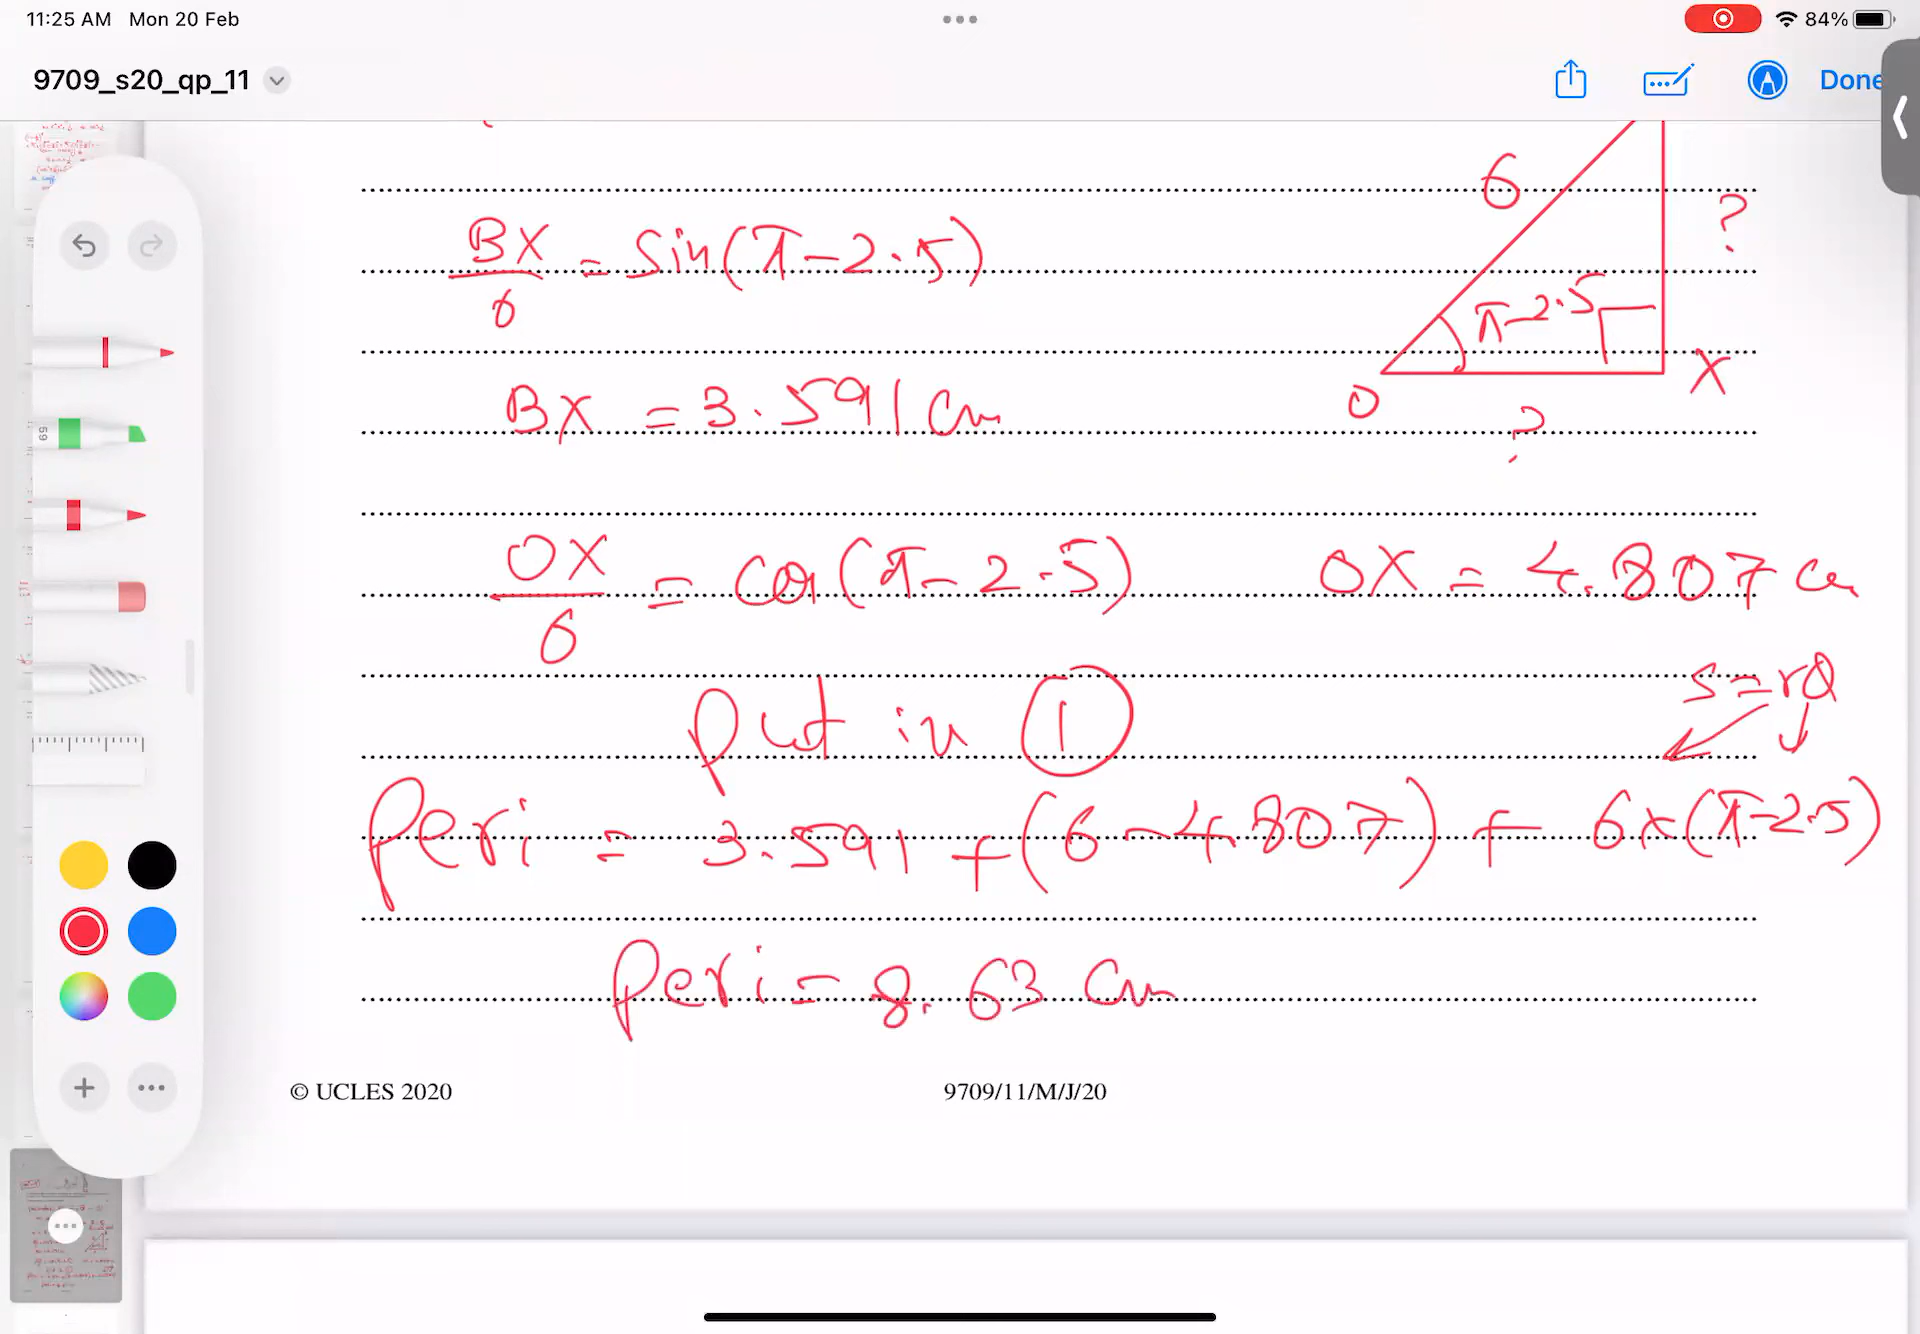 11:25 AM Mon 20 Feb
84%
9709_s20_qp_11
Done
6
?
BX/6 = Sin(π-2.5)
π-2.5
X
O
?
BX = 3.591 cm
OX/6 = cos(π-2.5) OX = 4.807 cm
S=rθ
Put in ①
Peri = 3.591 + (6-4.807) + 6x(π-2.5)
Peri = 8.63 cm
59
© UCLES 2020 9709/11/M/J/20